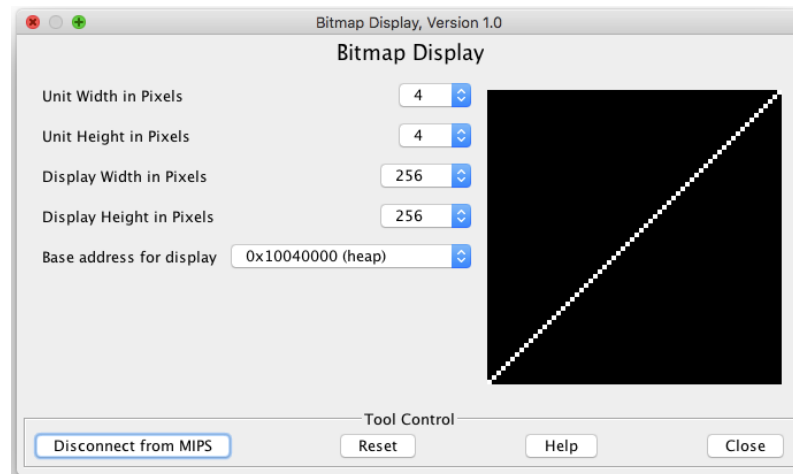 Bitmap Display, Version 1.0
Bitmap Display
Unit Width in Pixels 4
Unit Height in Pixels 4
Display Width in Pixels 256
Display Height in Pixels 256
Base address for display 0x10040000 (heap)
Tool Control
Disconnect from MIPS Reset Help Close